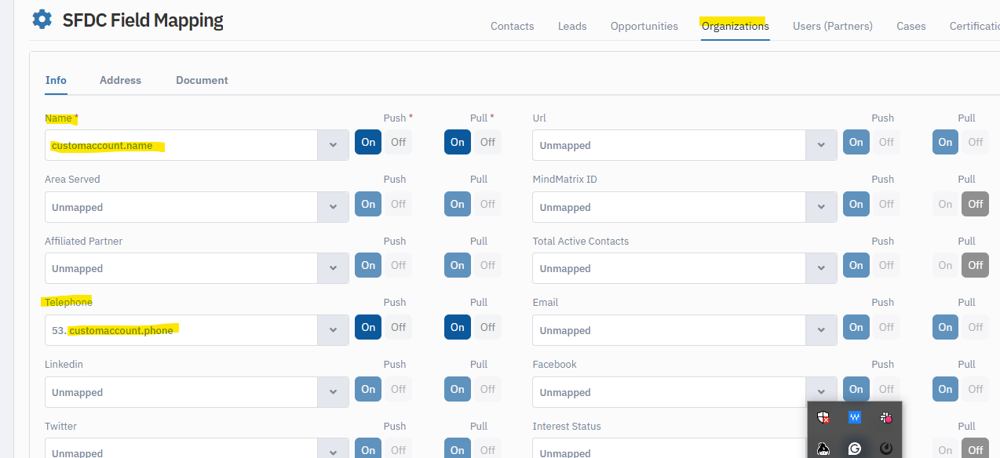 SFDC Field Mapping
Contacts Leads Opportunities Organizations Users (Partners) Cases Certificatio
Info Address Document
Name * Push * Pull * Url Push Pull
customaccount.name On Off On Off Unmapped On Off On Off
Area Served Push Pull MindMatrix ID Push Pull
Unmapped On Off On Off Unmapped On Off On Off
Affiliated Partner Push Pull Total Active Contacts Push Pull
Unmapped On Off On Off Unmapped On Off On Off
Telephone Push Pull Email Push Pull
53. customaccount.phone On Off On Off Unmapped On Off On Off
Linkedin Push Pull Facebook Push Pull
Unmapped On Off On Off Unmapped On Off On Off
Twitter Push Pull Interest Status Push Pull
Unmapped On Off On Off Unmapped On Off